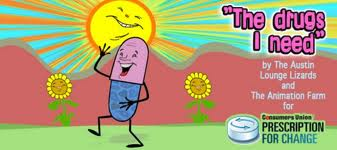 "The drugs
I need"
by The Austin
Lounge Lizards
and
The Animation Farm
for
Consumers Union
PRESCRIPTION
FOR CHANGE